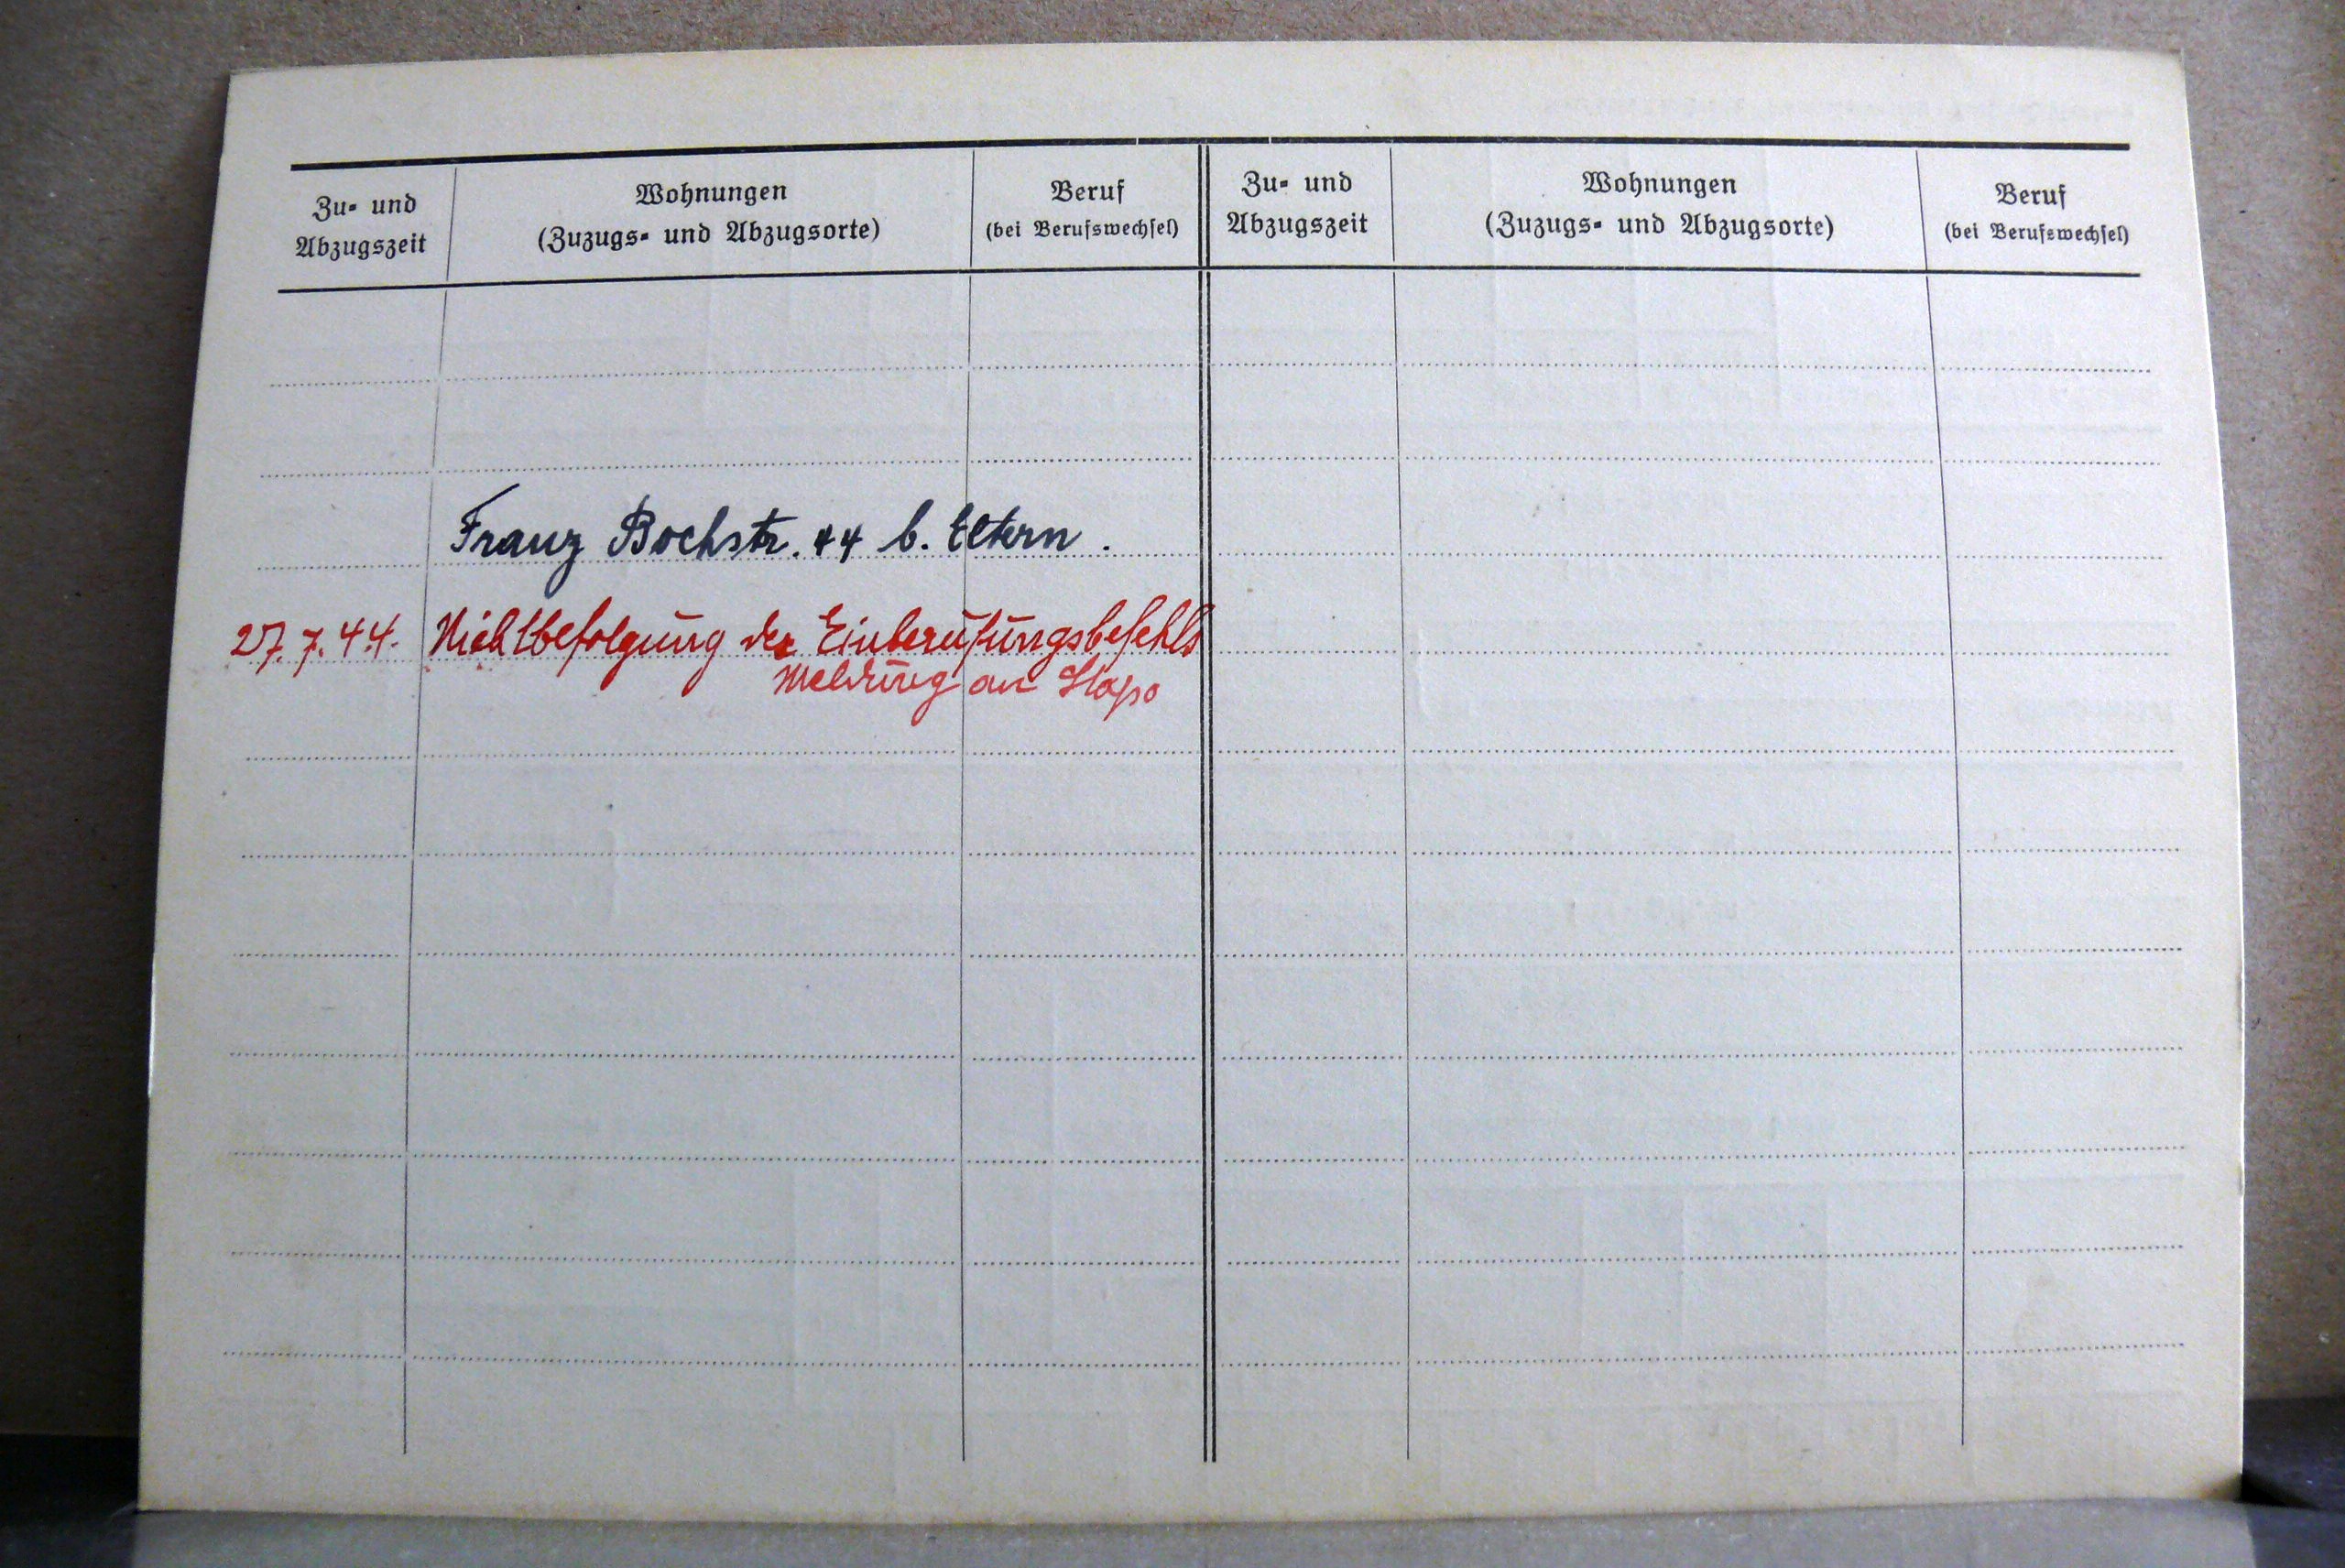 Zu- und
Abzugszeit
Wohnungen
(Zuzugs- und Abzugsorte)
Beruf
(bei Berufswechsel)
Zu- und
Abzugszeit
Wohnungen
(Zuzugs- und Abzugsorte)
Beruf
(bei Berufswechsel)
Franz Bochstr. 44 b. Eltern.
27.7.44. Nichtbefolgung des Einberufungsbefehls
Meldung an Stapo